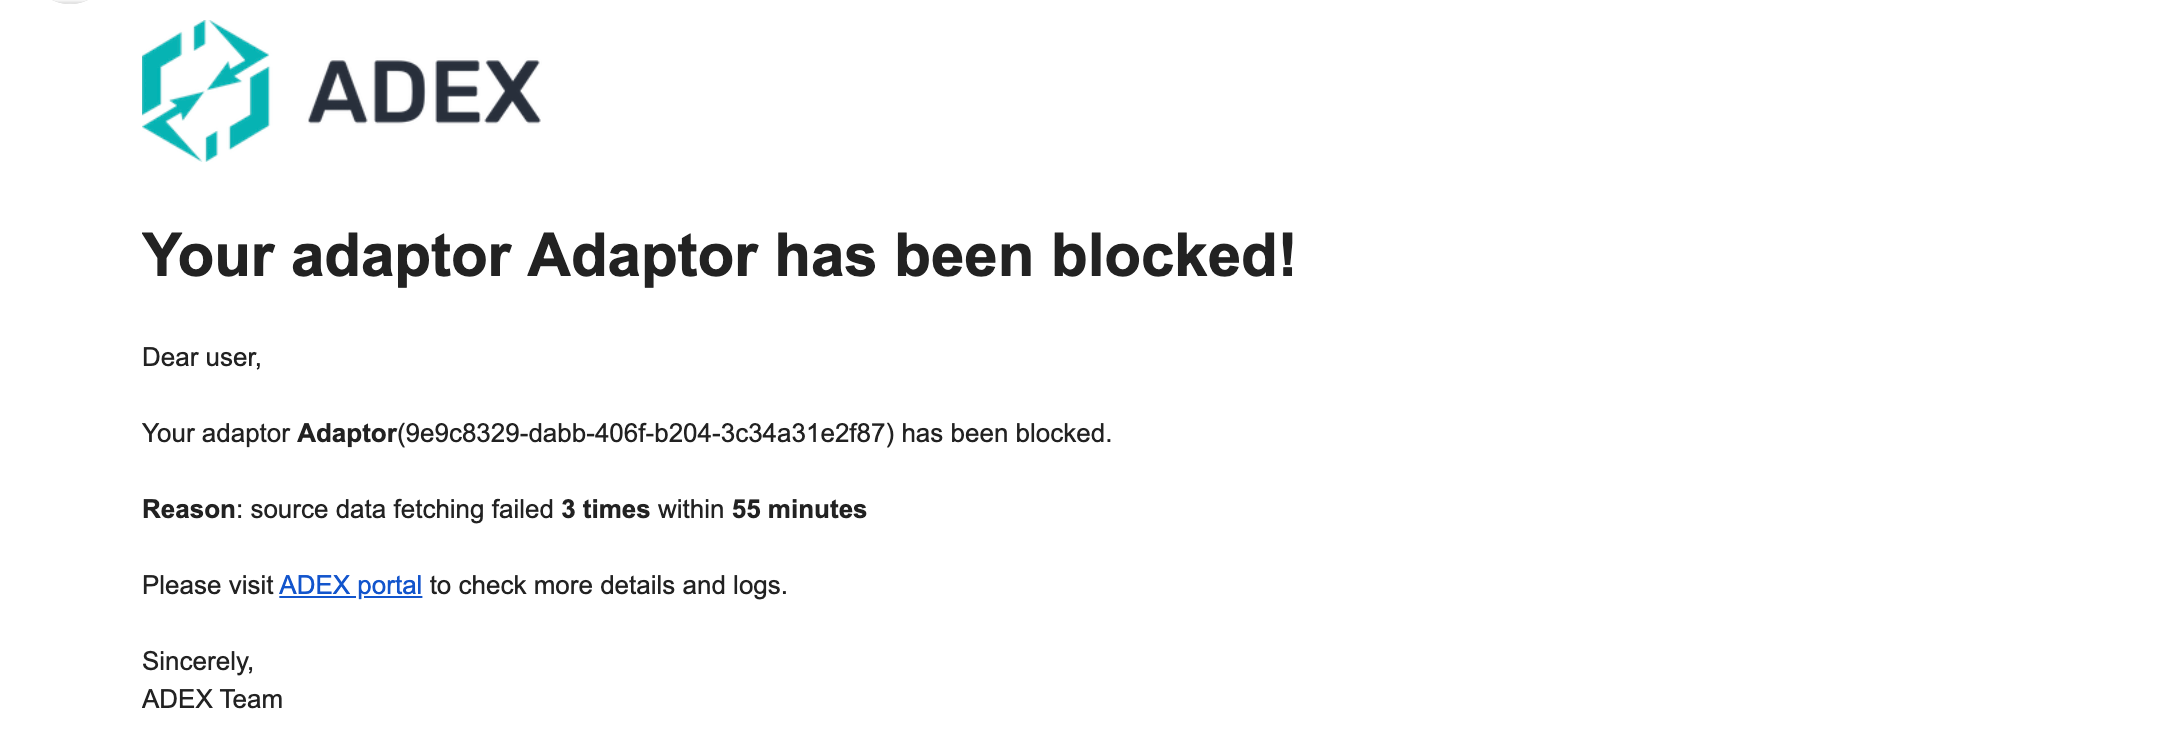 ADEX
Your adaptor Adaptor has been blocked!
Dear user,
Your adaptor Adaptor(9e9c8329-dabb-406f-b204-3c34a31e2f87) has been blocked.
Reason: source data fetching failed 3 times within 55 minutes
Please visit ADEX portal to check more details and logs.
Sincerely,
ADEX Team